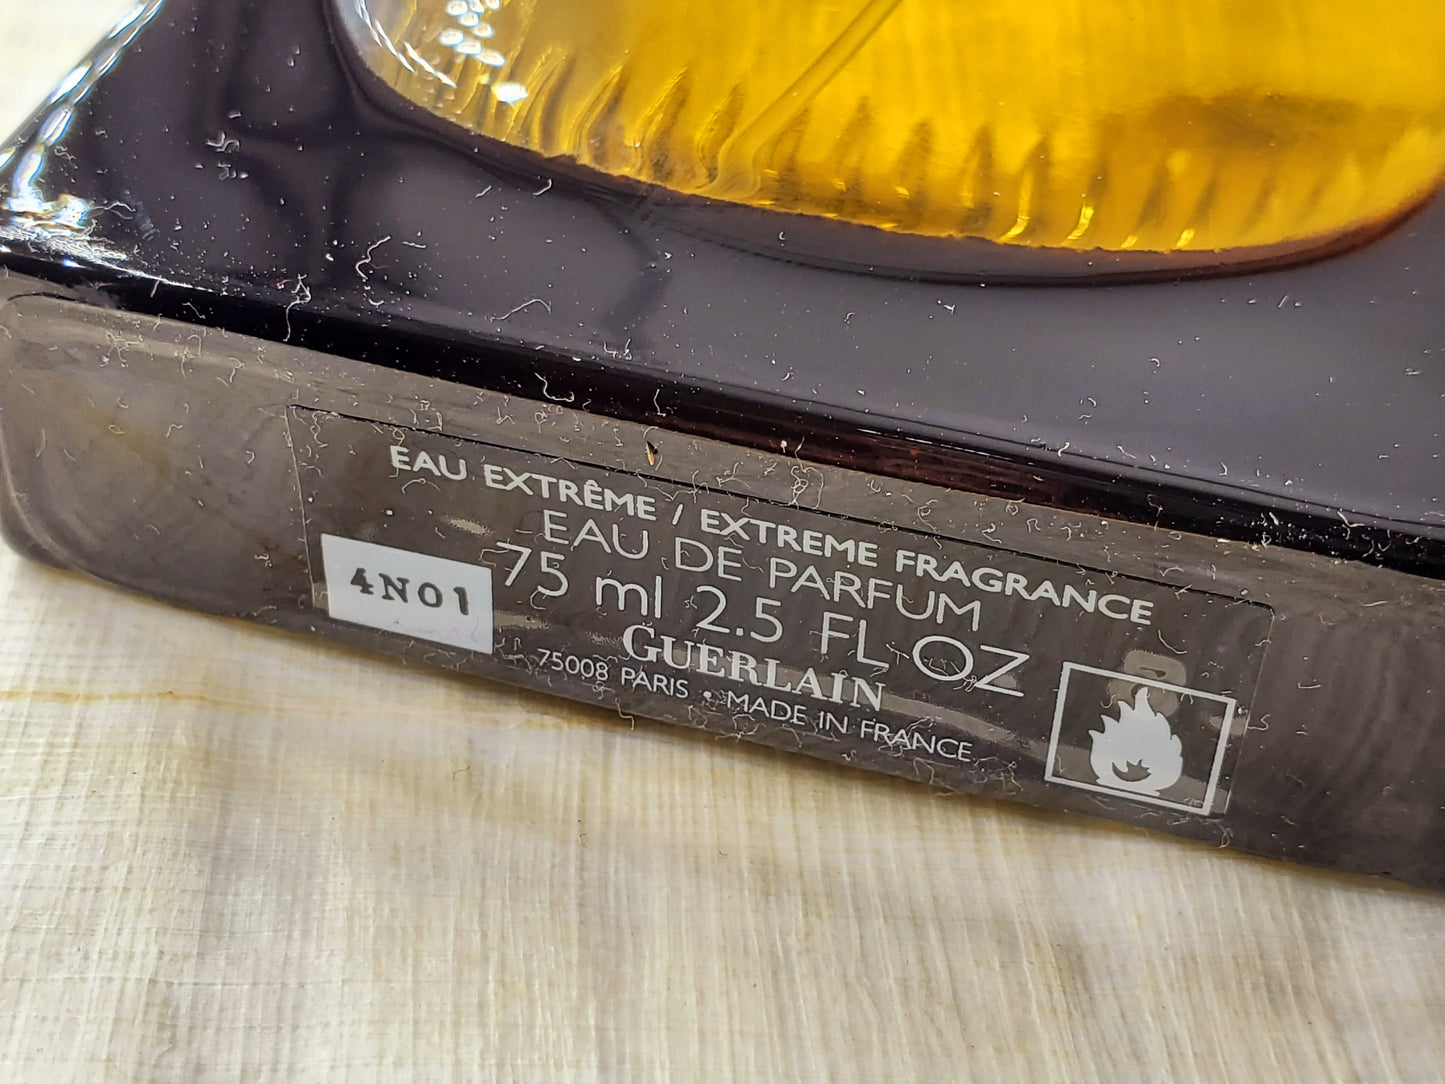 EAU EXTRÊME / EXTREME FRAGRANCE
EAU DE PARFUM
75 ml 2.5 FL OZ
4N01
GUERLAIN
75008 PARIS • MADE IN FRANCE